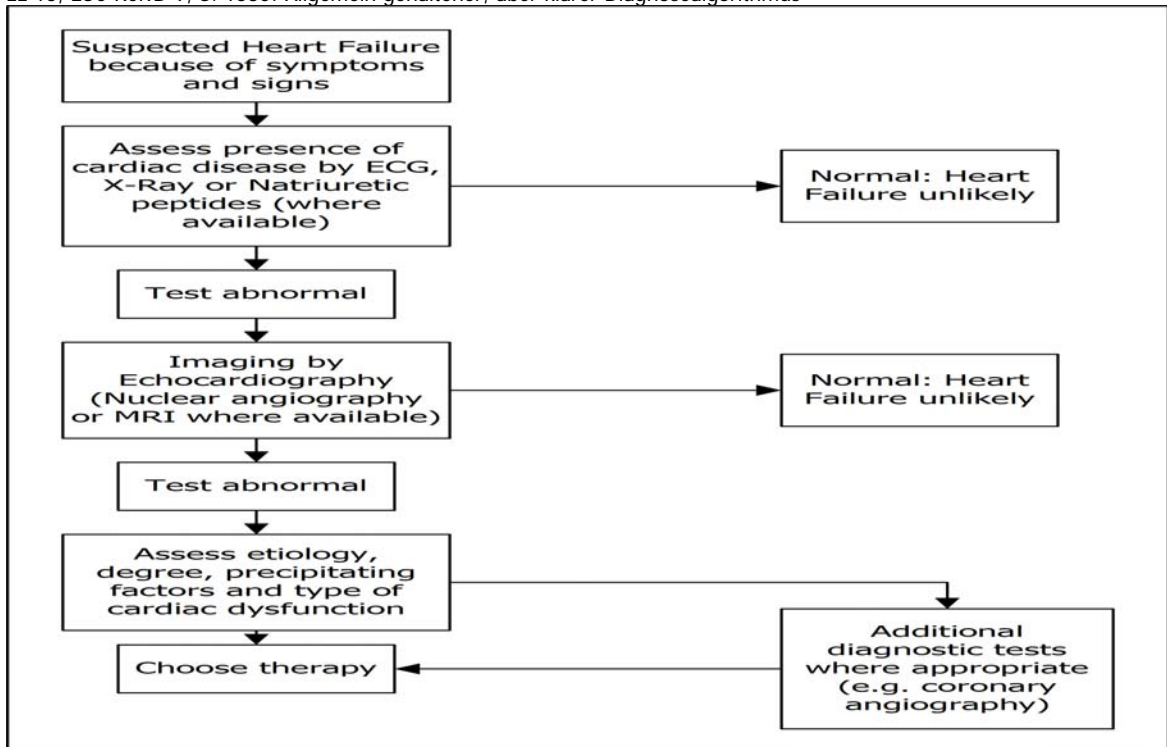 Suspected Heart Failure
because of symptoms
and signs
Assess presence of
cardiac disease by ECG,
X-Ray or Natriuretic
peptides (where
available)
Normal: Heart
Failure unlikely
Test abnormal
Imaging by
Echocardiography
(Nuclear angiography
or MRI where available)
Normal: Heart
Failure unlikely
Test abnormal
Assess etiology,
degree, precipitating
factors and type of
cardiac dysfunction
Additional
diagnostic tests
where appropriate
(e.g. coronary
angiography)
Choose therapy